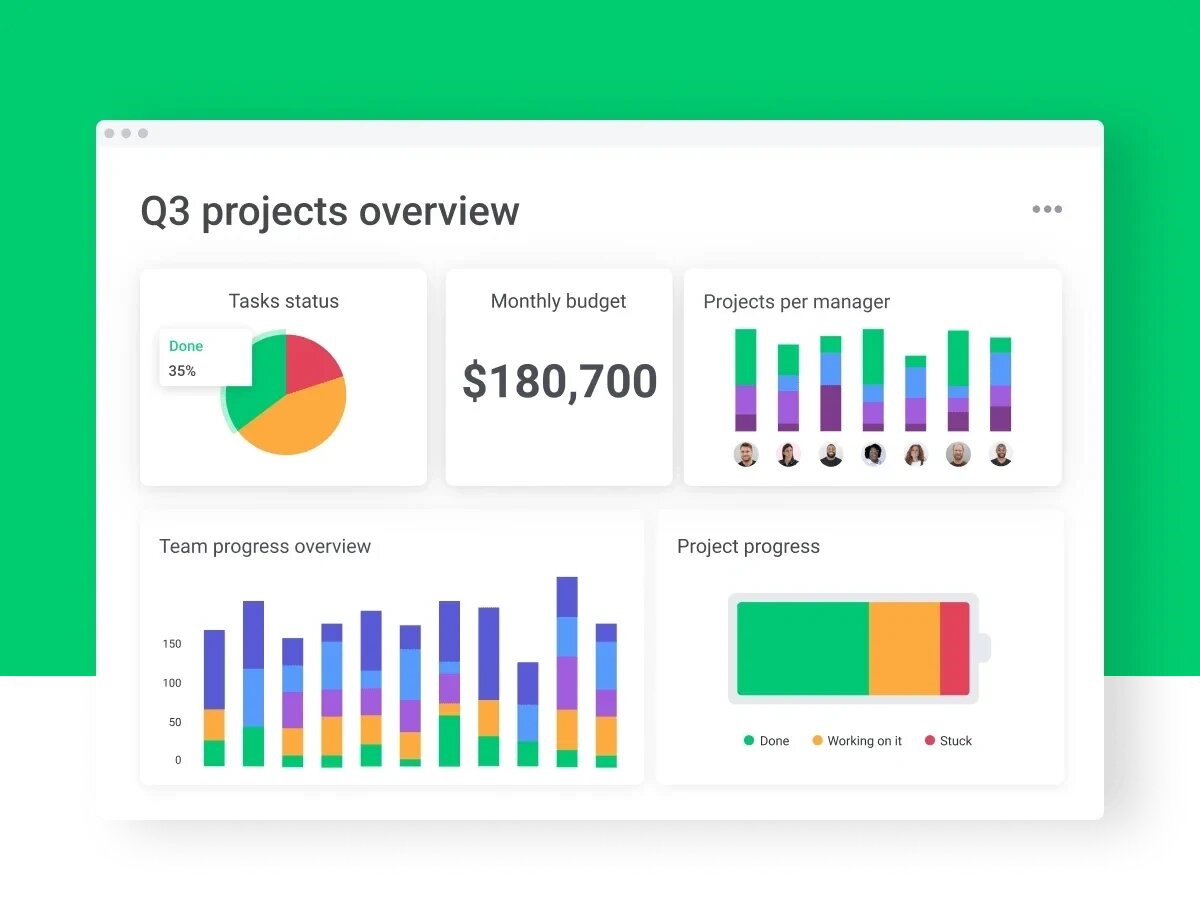 Q3 projects overview
Tasks status
Done
35%
Monthly budget
$180,700
Projects per manager
Team progress overview
150
100
50
0
Project progress
Done
Working on it
Stuck